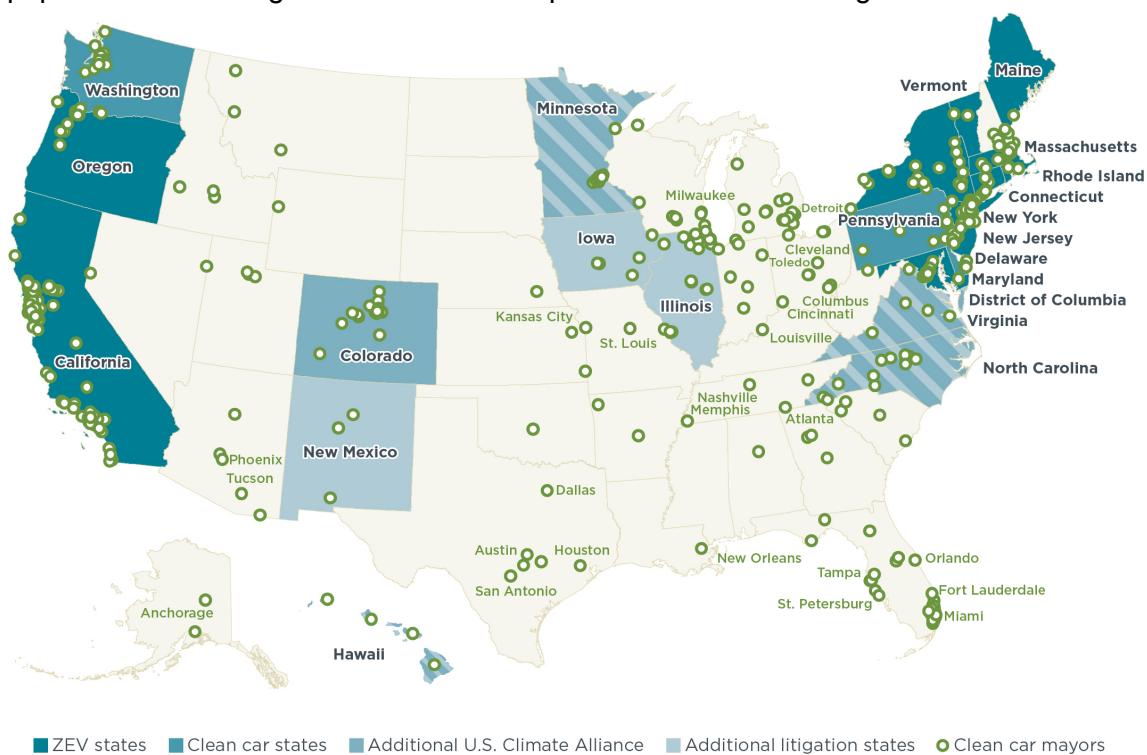 Washington
Oregon
California
Colorado
New Mexico
Minnesota
Iowa
Illinois
Milwaukee
Detroit
Cleveland
Toledo
Columbus
Cincinnati
Louisville
Kansas City
St. Louis
Nashville
Memphis
Atlanta
Phoenix
Tucson
Dallas
Austin
Houston
San Antonio
New Orleans
Orlando
Tampa
St. Petersburg
Fort Lauderdale
Miami
Anchorage
Hawaii
Pennsylvania
Vermont
Maine
Massachusetts
Rhode Island
Connecticut
New York
New Jersey
Delaware
Maryland
District of Columbia
Virginia
North Carolina
ZEV states
Clean car states
Additional U.S. Climate Alliance
Additional litigation states
Clean car mayors